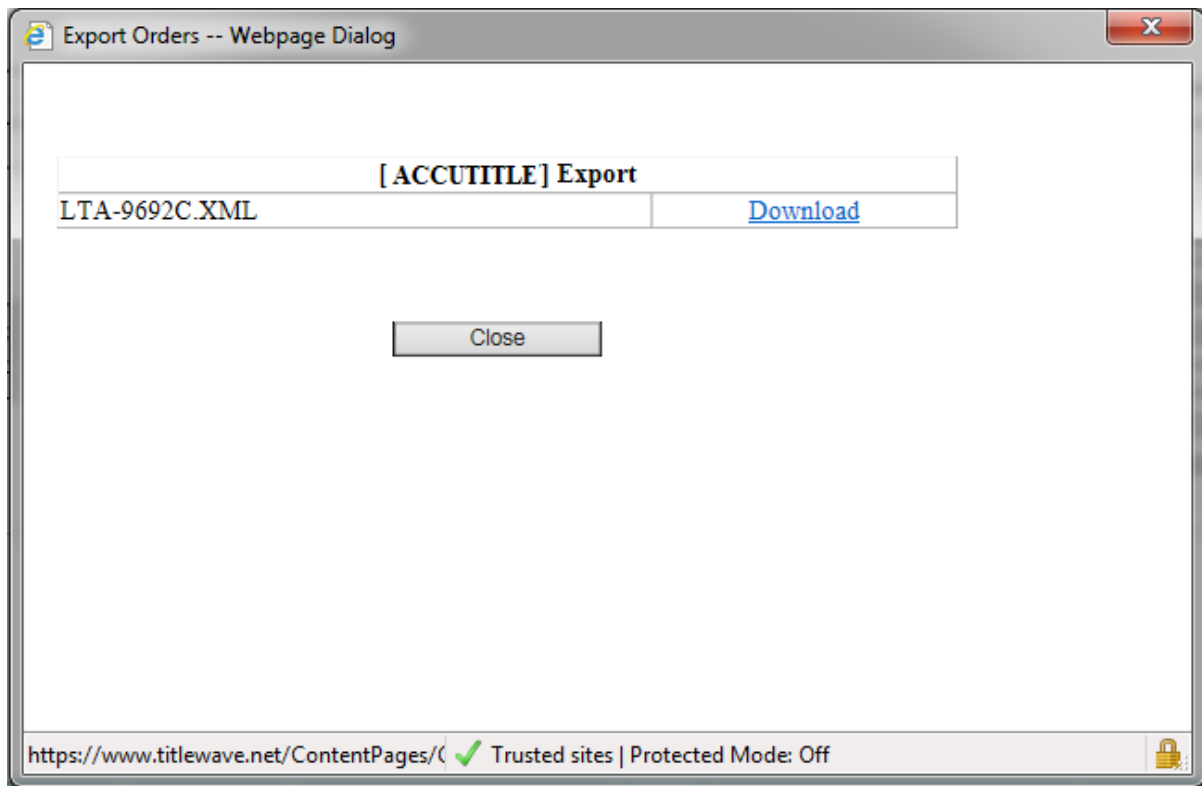 Export Orders -- Webpage Dialog
x
[ ACCUTITLE ] Export
LTA-9692C.XML Download
Close
https://www.titlewave.net/ContentPages/( Trusted sites | Protected Mode: Off